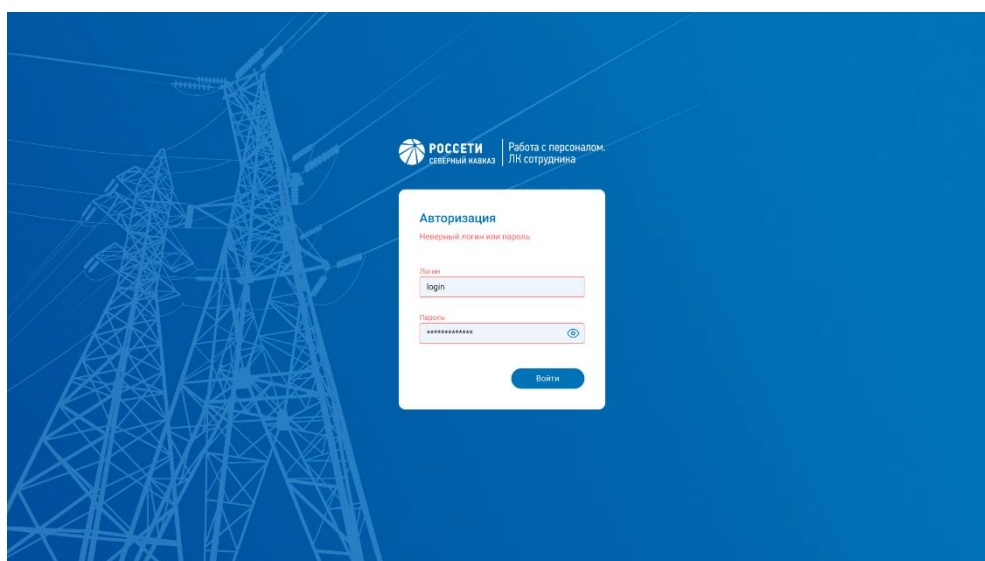 РОССЕТИ
СЕВЕРНЫЙ КАВКАЗ
Работа с персоналом.
ЛК сотрудника
Авторизация
Неверный логин или пароль
Логин
login
Пароль
*************
Войти